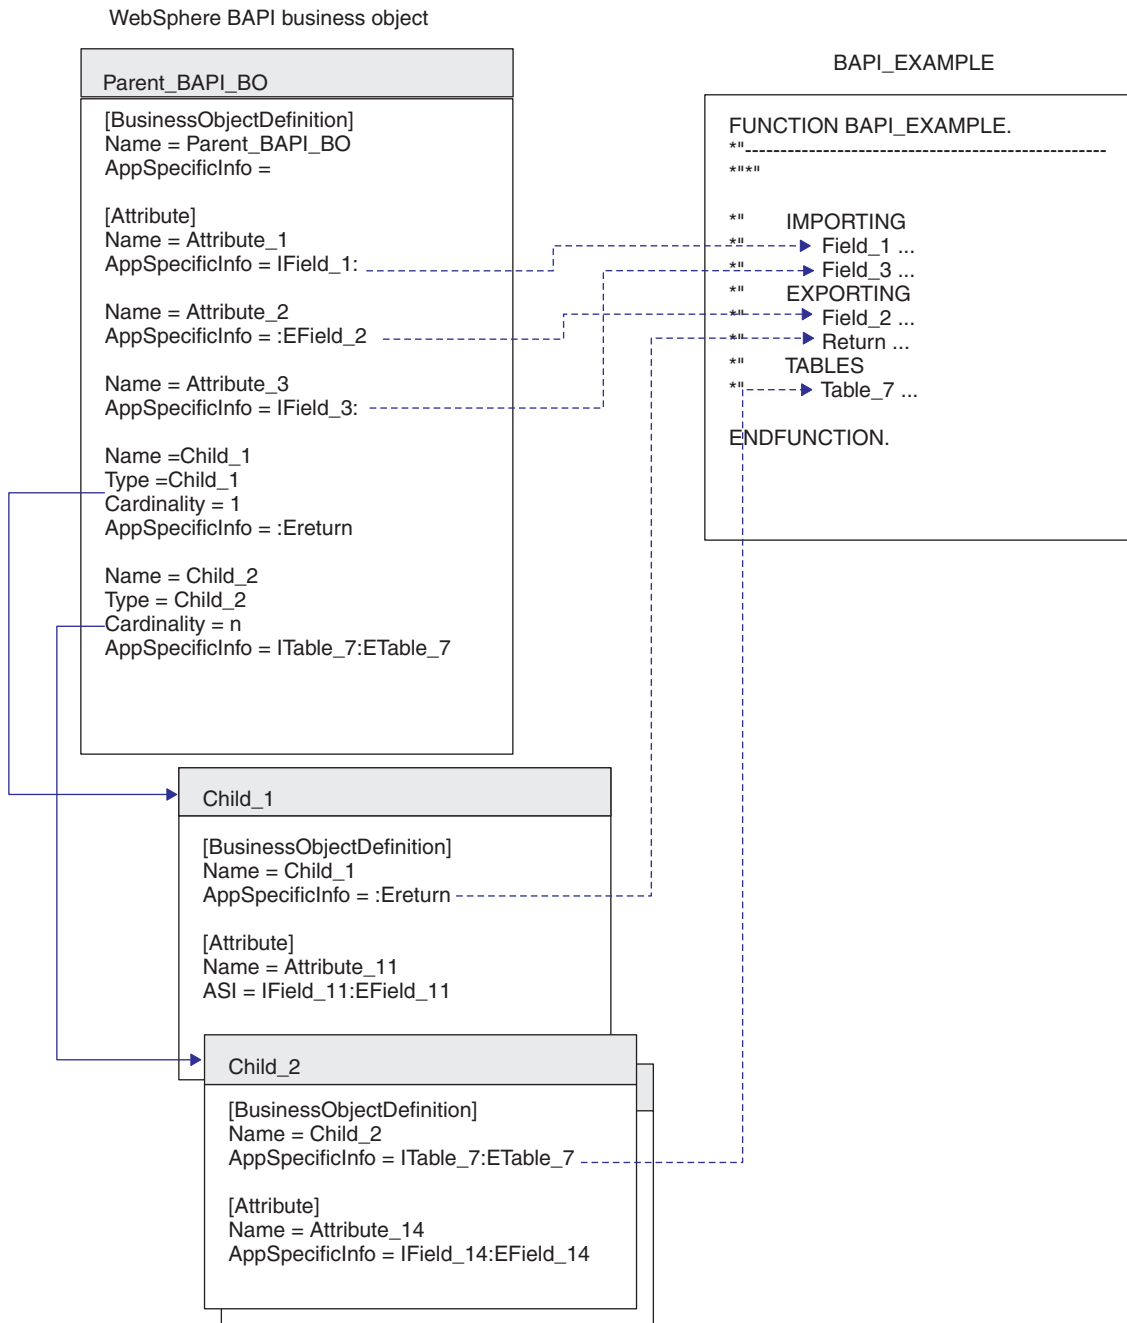 WebSphere BAPI business object
Parent_BAPI_BO
[BusinessObjectDefinition]
Name = Parent_BAPI_BO
AppSpecificInfo =
[Attribute]
Name = Attribute_1
AppSpecificInfo = IField_1:
Name = Attribute_2
AppSpecificInfo = :EField_2
Name = Attribute_3
AppSpecificInfo = IField_3:
Name =Child_1
Type =Child_1
Cardinality = 1
AppSpecificInfo = :Ereturn
Name = Child_2
Type = Child_2
Cardinality = n
AppSpecificInfo = ITable_7:ETable_7
BAPI_EXAMPLE
FUNCTION BAPI_EXAMPLE.
*"---------------------------------------------------
*"*"
*" IMPORTING
*" Field_1 ...
*" Field_3 ...
*" EXPORTING
*" Field_2 ...
*" Return ...
*" TABLES
*" Table_7 ...
ENDFUNCTION.
Child_1
[BusinessObjectDefinition]
Name = Child_1
AppSpecificInfo = :Ereturn
[Attribute]
Name = Attribute_11
ASI = IField_11:EField_11
Child_2
[BusinessObjectDefinition]
Name = Child_2
AppSpecificInfo = ITable_7:ETable_7
[Attribute]
Name = Attribute_14
AppSpecificInfo = IField_14:EField_14